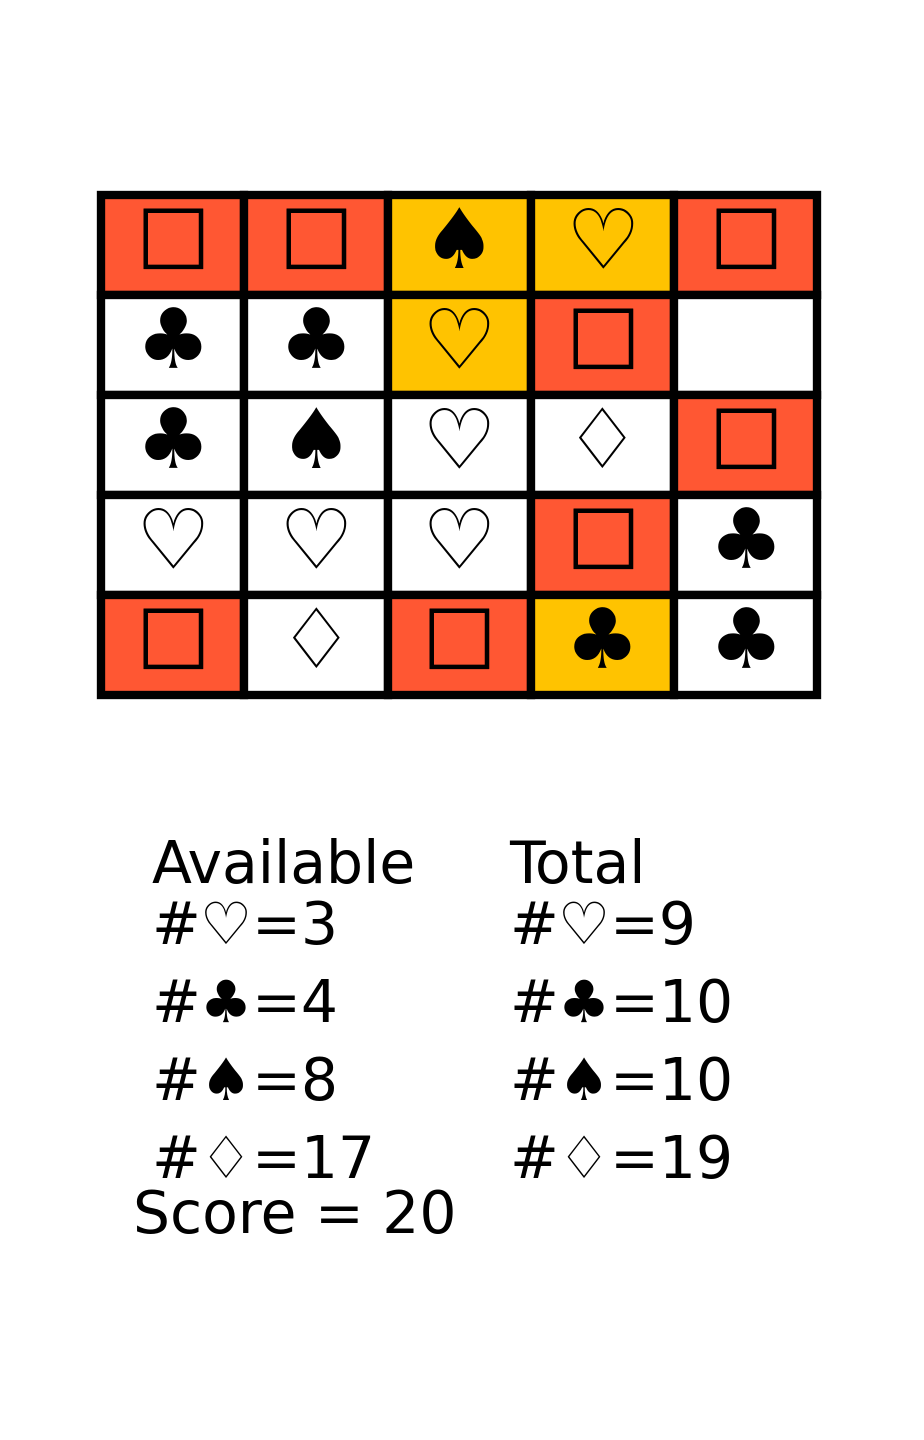 □ □ ♠ ♡ □
♣ ♣ ♡ □
♣ ♠ ♡ ♢ □
♡ ♡ ♡ □ ♣
□ ♢ □ ♣ ♣
Available Total
#♡=3 #♡=9
#♣=4 #♣=10
#♠=8 #♠=10
#♢=17 #♢=19
Score = 20